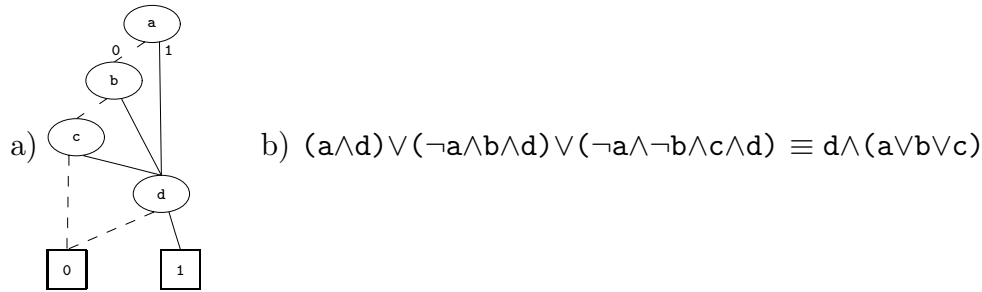 a
0 1
b
a) c
b) (a∧d)∨(¬a∧b∧d)∨(¬a∧¬b∧c∧d) ≡ d∧(a∨b∨c)
d
0 1